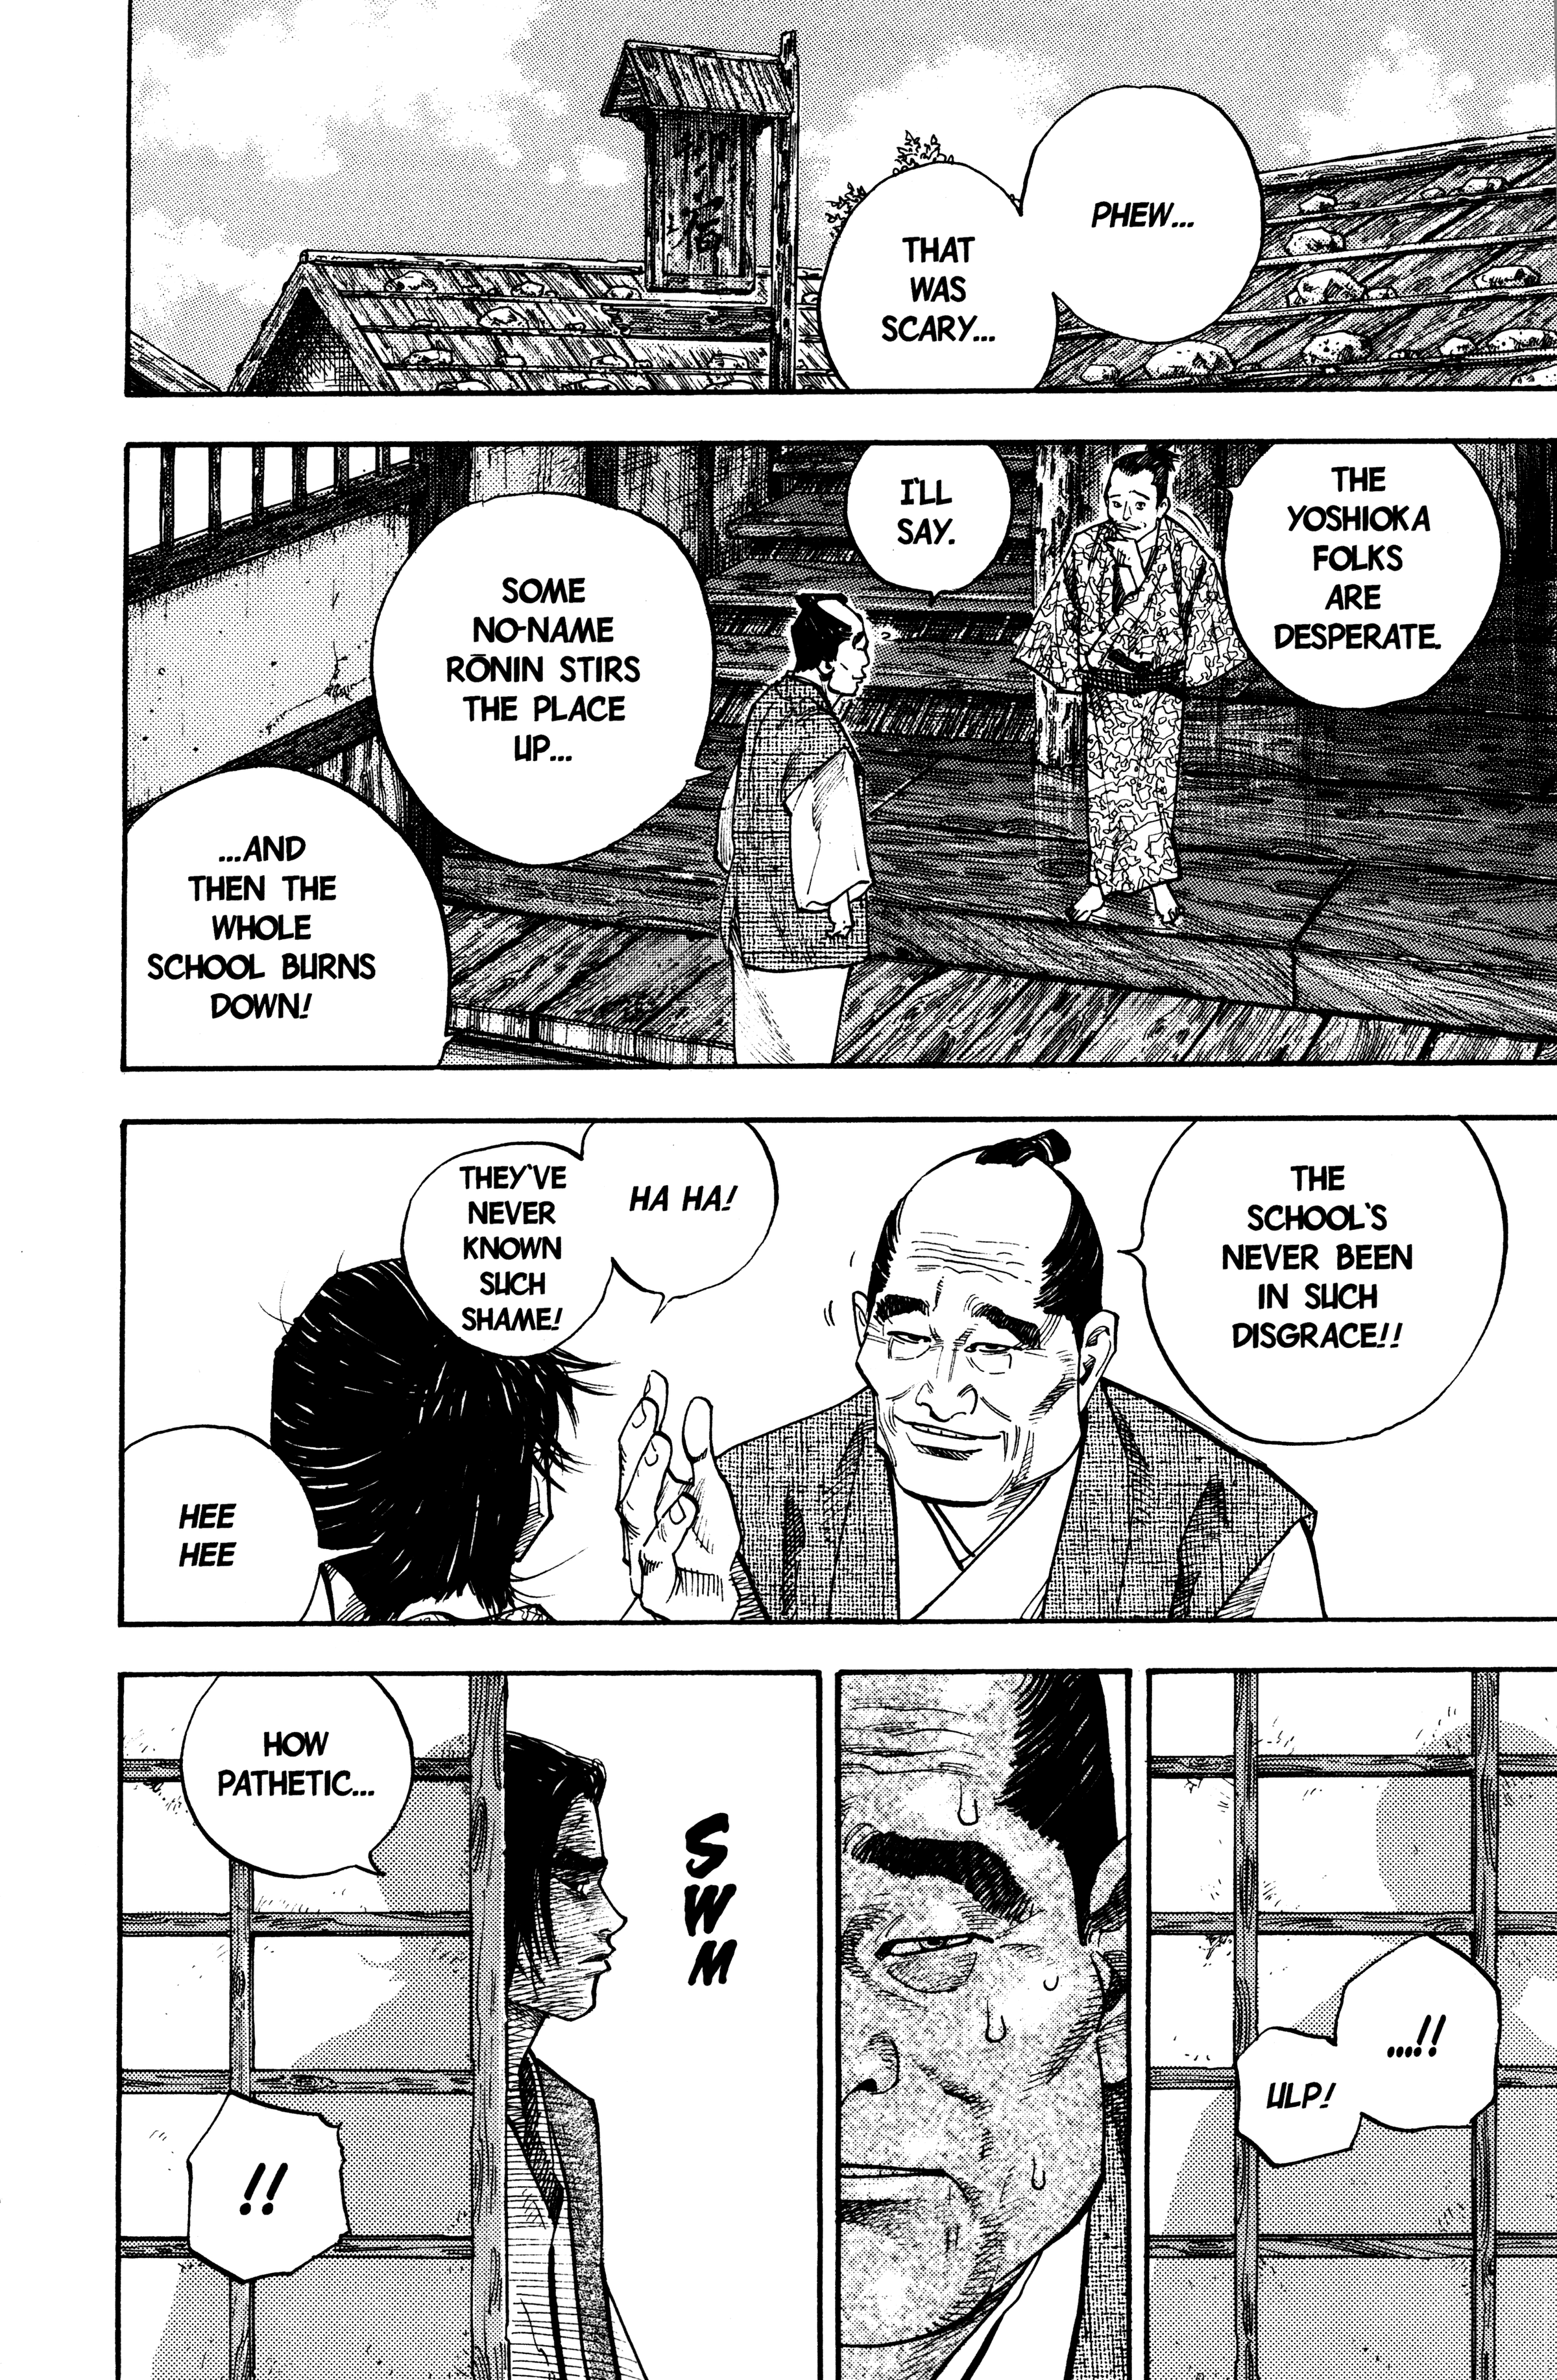 PHEW...
THAT
WAS
SCARY...
THE
YOSHIOKA
FOLKS
ARE
DESPERATE.
I'LL
SAY.
SOME
NO-NAME
RŌNIN STIRS
THE PLACE
UP...
...AND
THEN THE
WHOLE
SCHOOL BURNS
DOWN!
THE
SCHOOL'S
NEVER BEEN
IN SUCH
DISGRACE!!
HA HA!
THEY'VE
NEVER
KNOWN
SUCH
SHAME!
HEE
HEE
....!!
ULP!
SWM
HOW
PATHETIC...
!!